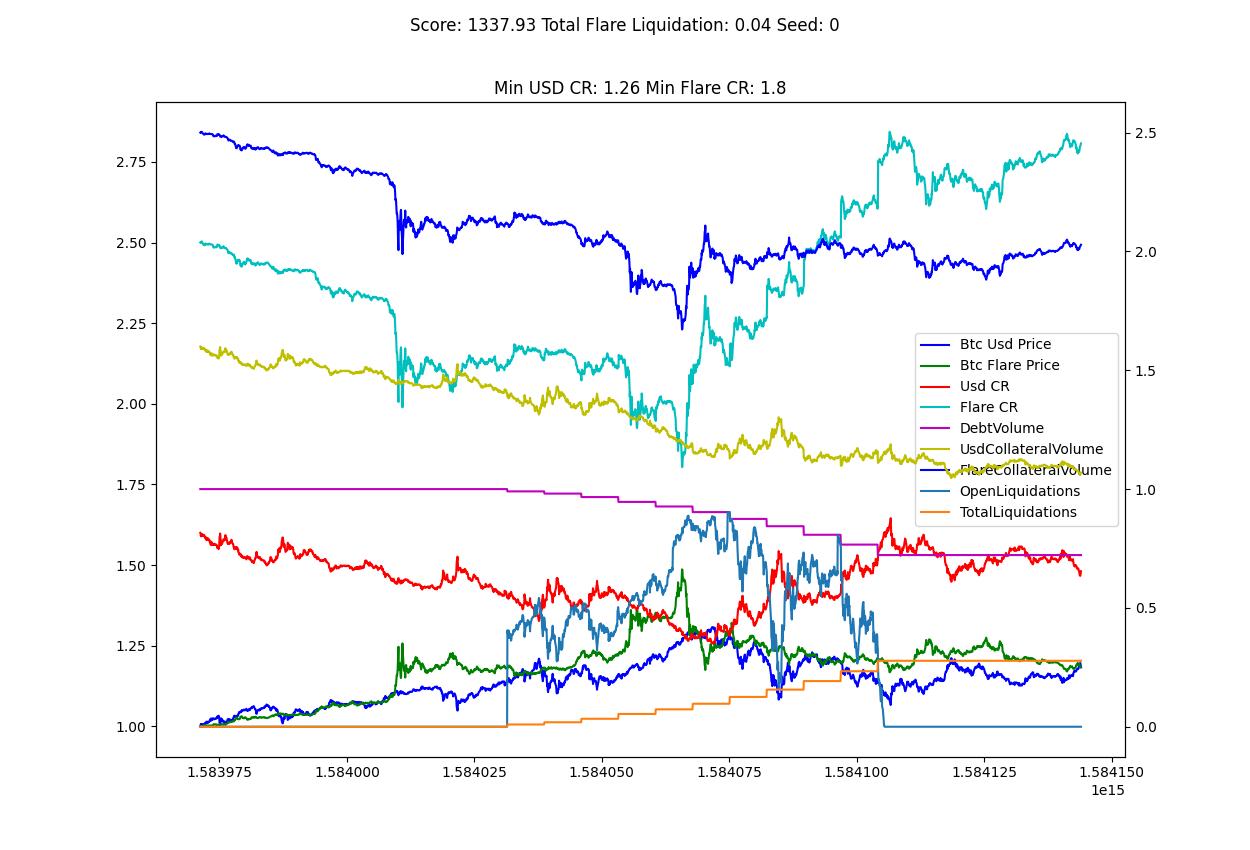 Score: 1337.93 Total Flare Liquidation: 0.04 Seed: 0
Min USD CR: 1.26 Min Flare CR: 1.8
2.75
2.50
2.25
2.00
1.75
1.50
1.25
1.00
2.5
2.0
1.5
1.0
0.5
0.0
Btc Usd Price
Btc Flare Price
Usd CR
Flare CR
DebtVolume
UsdCollateralVolume
FlareCollateralVolume
OpenLiquidations
TotalLiquidations
1.583975 1.584000 1.584025 1.584050 1.584075 1.584100 1.584125 1.584150
1e15